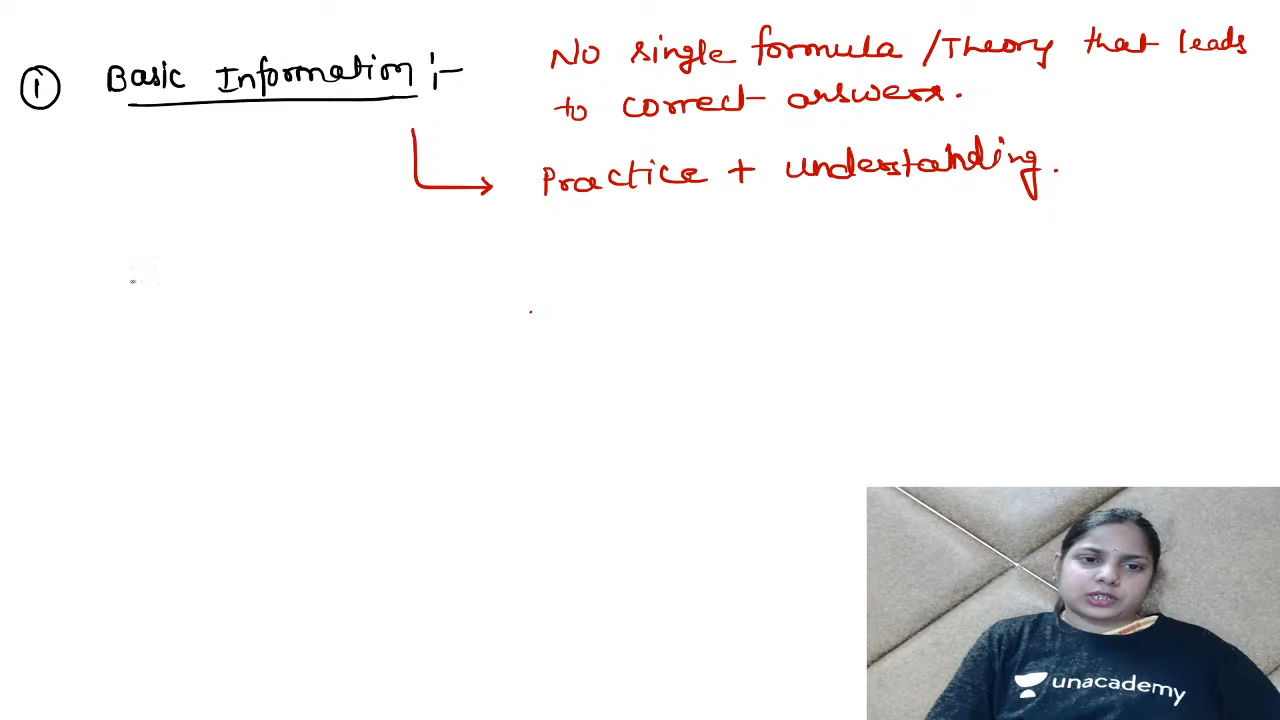 ① Basic Information :-
No single formula /Theory that leads
to correct answers.
Practice + understanding.
unacademy